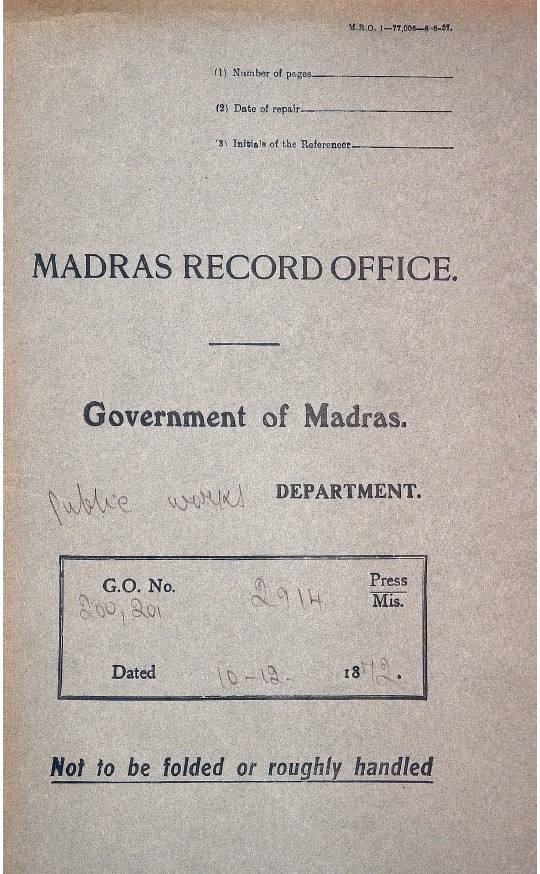 M.R.O. 1—77,006—8-6-37.
(1) Number of pages
(2) Date of repair
(3) Initials of the Referencer
MADRAS RECORD OFFICE.
Government of Madras.
Public works DEPARTMENT.
G.O. No. 2914 Press
200, 201 Mis.
Dated 10-12- 1872.
Not to be folded or roughly handled